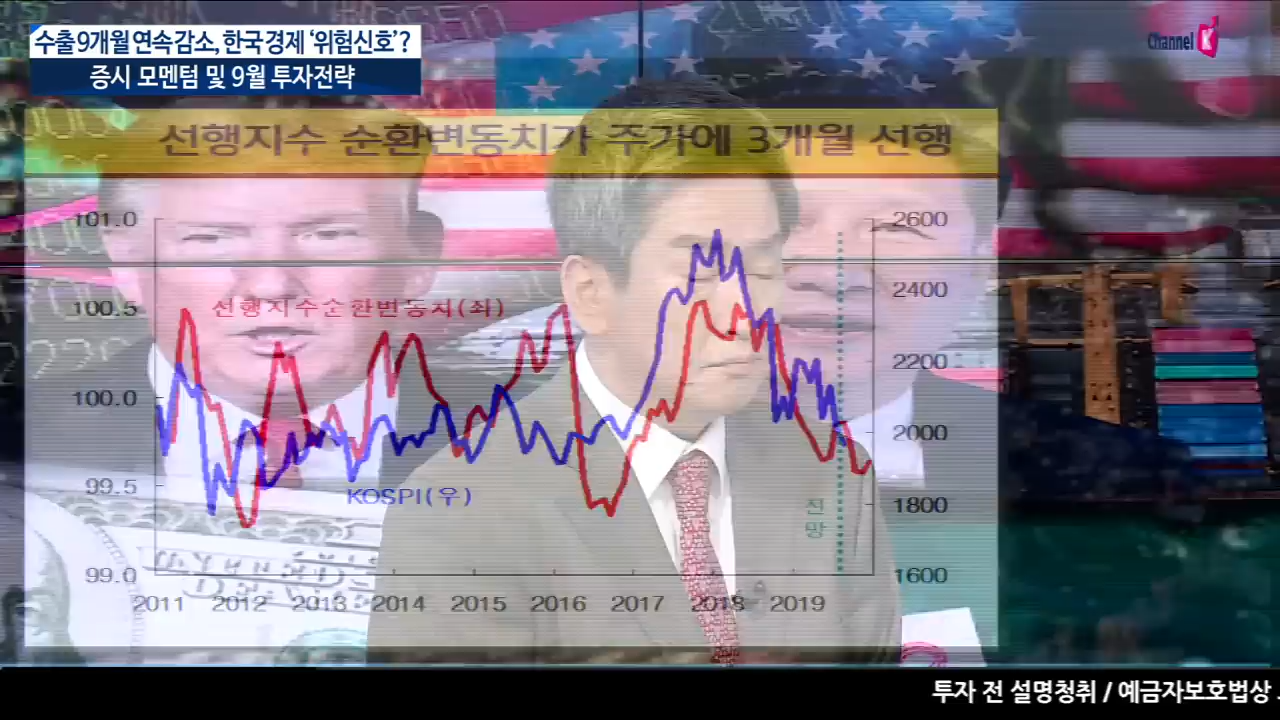 수출 9개월 연속 감소, 한국 경제 '위험신호'?
증시 모멘텀 및 9월 투자전략
Channel K
선행지수 순환변동치가 주가에 3개월 선행
101.0
2600
2400
100.5
선행지수순환변동치(좌)
2200
100.0
2000
99.5
KOSPI(우)
1800
전망
99.0
1600
2011 2012 2013 2014 2015 2016 2017 2018 2019
투자 전 설명청취 / 예금자보호법상